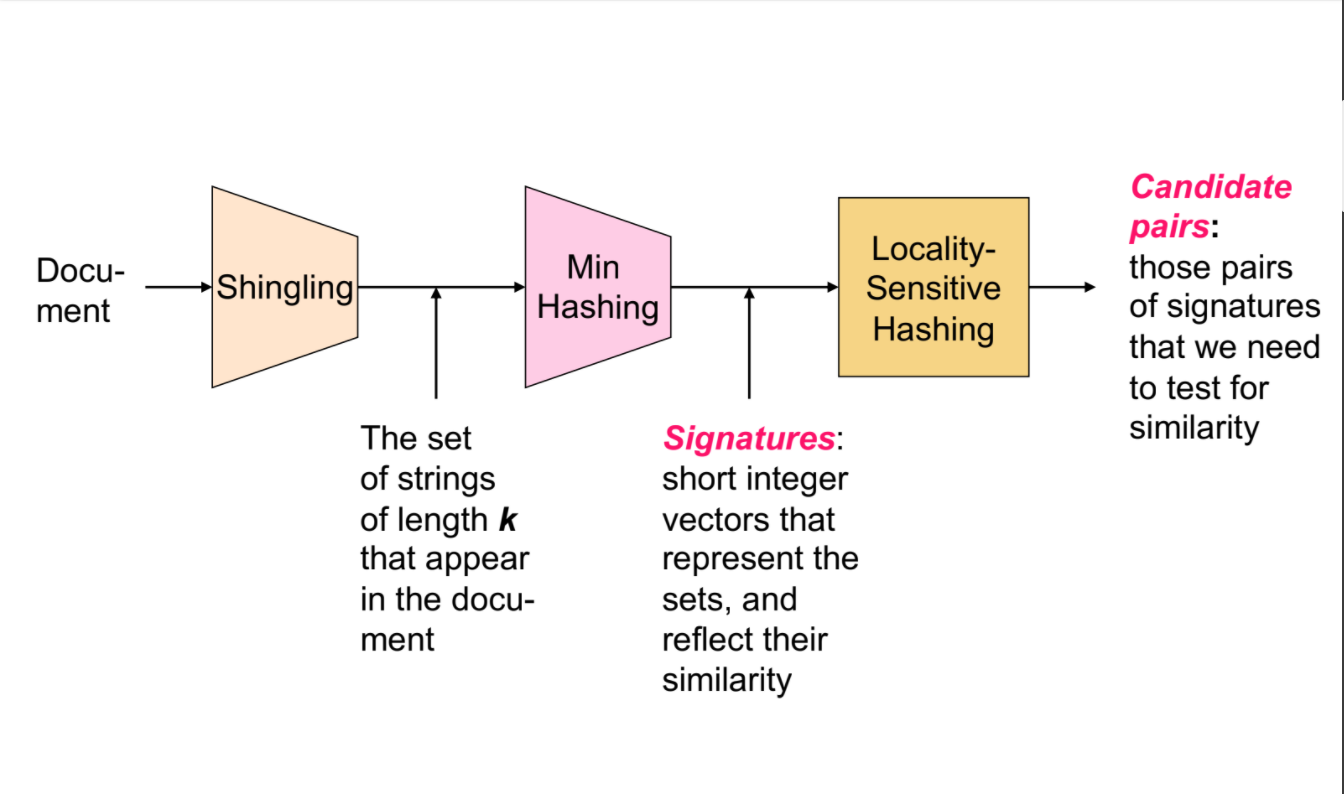 Docu-
ment
Shingling
The set
of strings
of length k
that appear
in the docu-
ment
Min
Hashing
Signatures:
short integer
vectors that
represent the
sets, and
reflect their
similarity
Locality-
Sensitive
Hashing
Candidate
pairs:
those pairs
of signatures
that we need
to test for
similarity